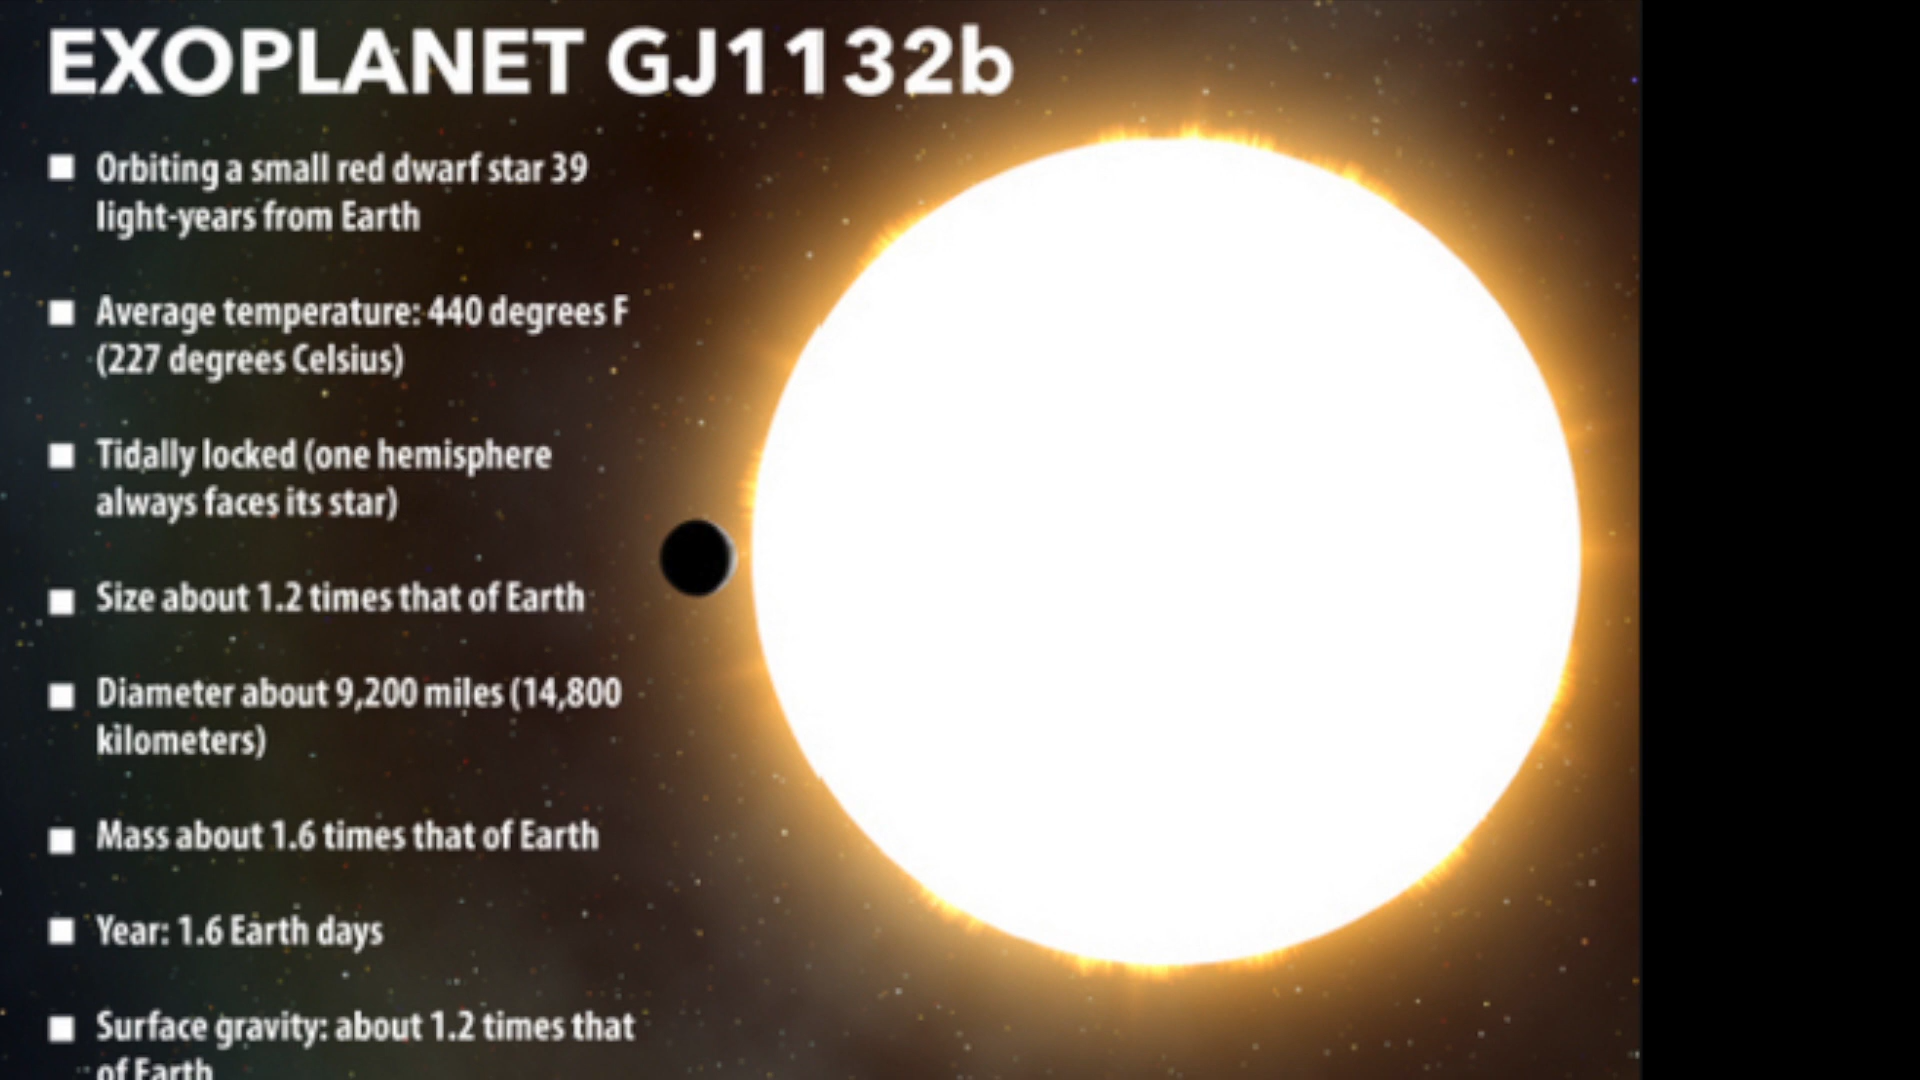 EXOPLANET GJ1132b
Orbiting a small red dwarf star 39
light-years from Earth
Average temperature: 440 degrees F
(227 degrees Celsius)
Tidally locked (one hemisphere
always faces its star)
Size about 1.2 times that of Earth
Diameter about 9,200 miles (14,800
kilometers)
Mass about 1.6 times that of Earth
Year: 1.6 Earth days
Surface gravity: about 1.2 times that
of Earth